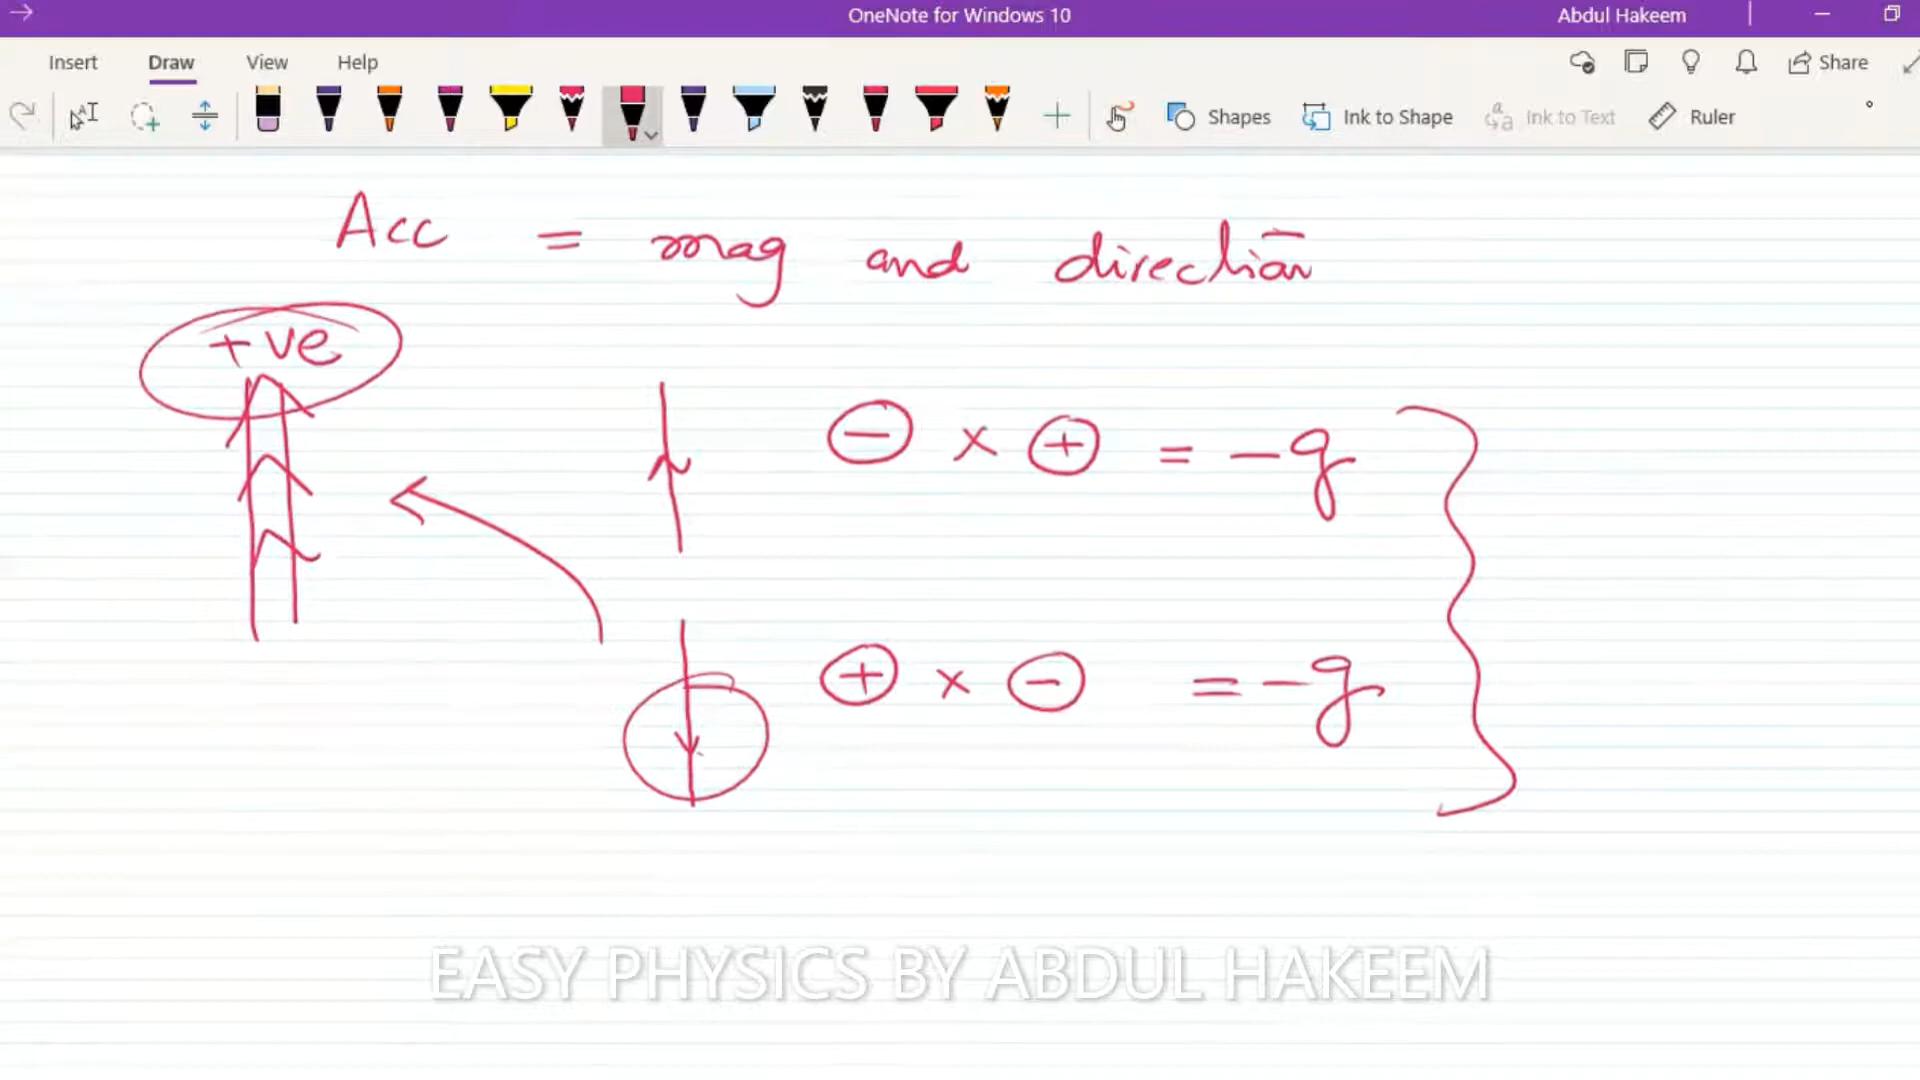 OneNote for Windows 10 Abdul Hakeem
Insert Draw View Help Share
Shapes Ink to Shape Ink to Text Ruler
Acc = mag and direction
+ve
- × + = -g
+ × - = -g
EASY PHYSICS BY ABDUL HAKEEM